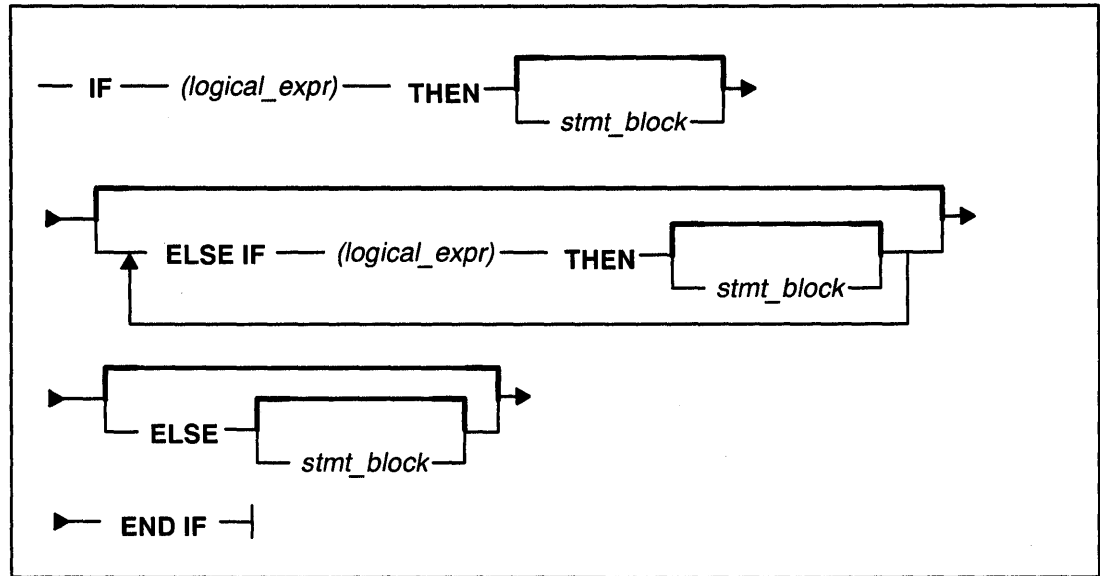 IF (logical_expr) THEN
stmt_block
ELSE IF (logical_expr) THEN
stmt_block
ELSE
stmt_block
END IF